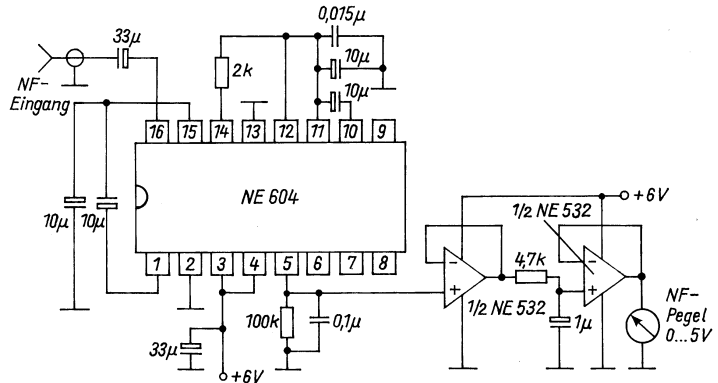 0,015μ
33μ
10μ
2k
10μ
NF-
Eingang
16 15 14 13 12 11 10 9
NE 604
10μ 10μ
1 2 3 4 5 6 7 8
+6V
1/2 NE 532
4,7k
1/2 NE 532
100k
0,1μ
1μ
33μ
+6V
NF-
Pegel
0...5V